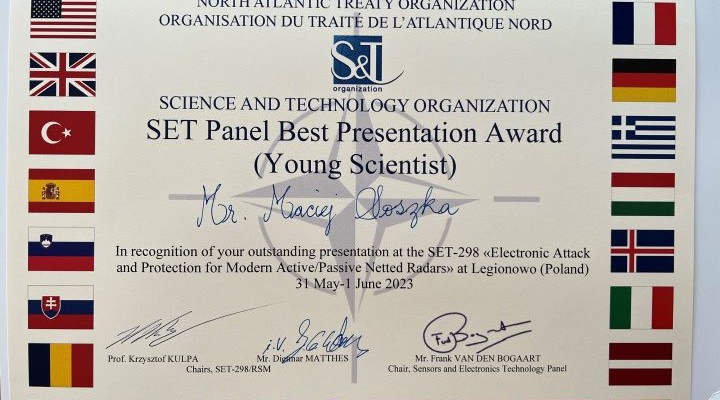 NORTH ATLANTIC TREATY ORGANIZATION
ORGANISATION DU TRAITÉ DE L'ATLANTIQUE NORD
S&T
organization
SCIENCE AND TECHNOLOGY ORGANIZATION
SET Panel Best Presentation Award
(Young Scientist)
Mr. Maciej
In recognition of your outstanding presentation at the SET-298 «Electronic Attack
and Protection for Modern Active/Passive Netted Radars» at Legionowo (Poland)
31 May-1 June 2023
i.V.
Prof. Krzysztof KULPA Mr. Dietmar MATTHES Mr. Frank VAN DEN BOGAART
Chairs, SET-298/RSM Chair, Sensors and Electronics Technology Panel